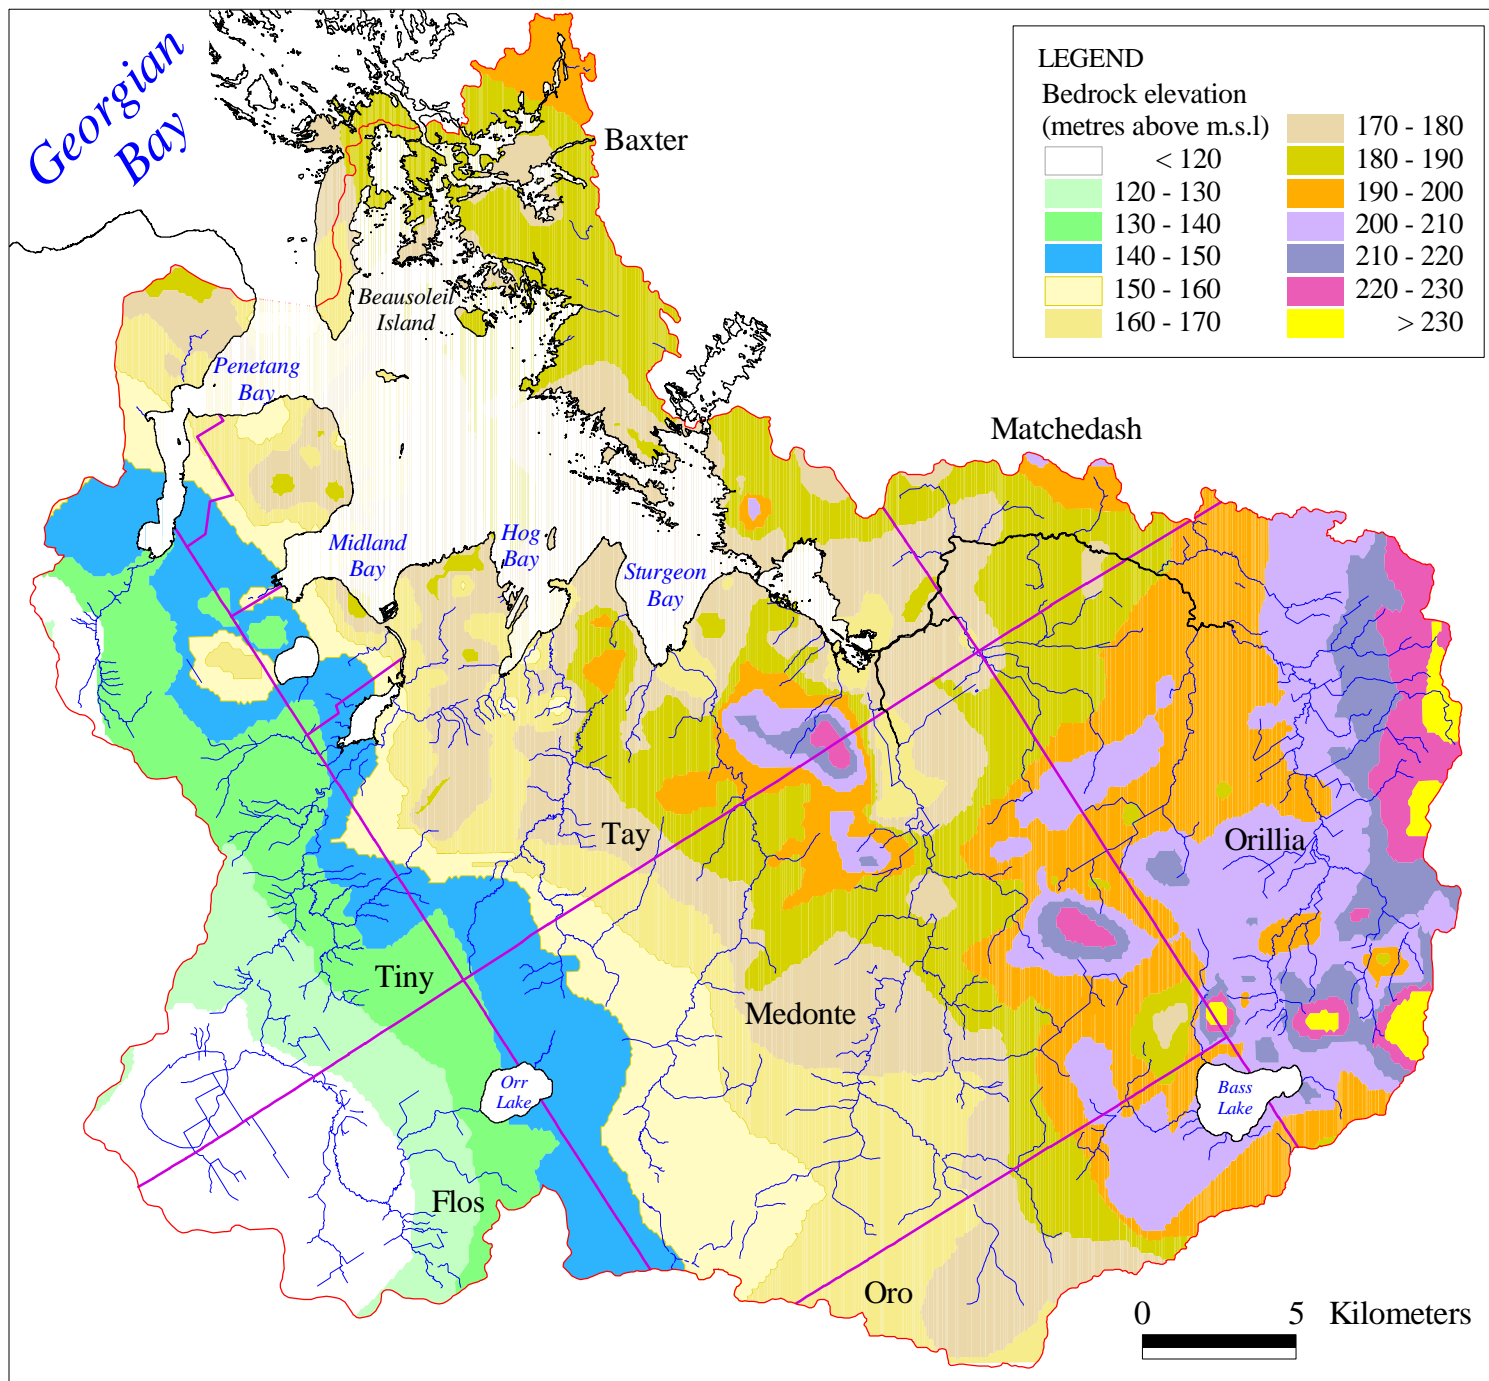 Georgian
Bay
LEGEND
Bedrock elevation
(metres above m.s.l)
< 120
120 - 130
130 - 140
140 - 150
150 - 160
160 - 170
170 - 180
180 - 190
190 - 200
200 - 210
210 - 220
220 - 230
> 230
Baxter
Beausoleil
Island
Penetang
Bay
Matchedash
Midland
Bay
Hog
Bay
Sturgeon
Bay
Tay
Orillia
Tiny
Medonte
Orr
Lake
Bass
Lake
Flos
Oro
0 5 Kilometers